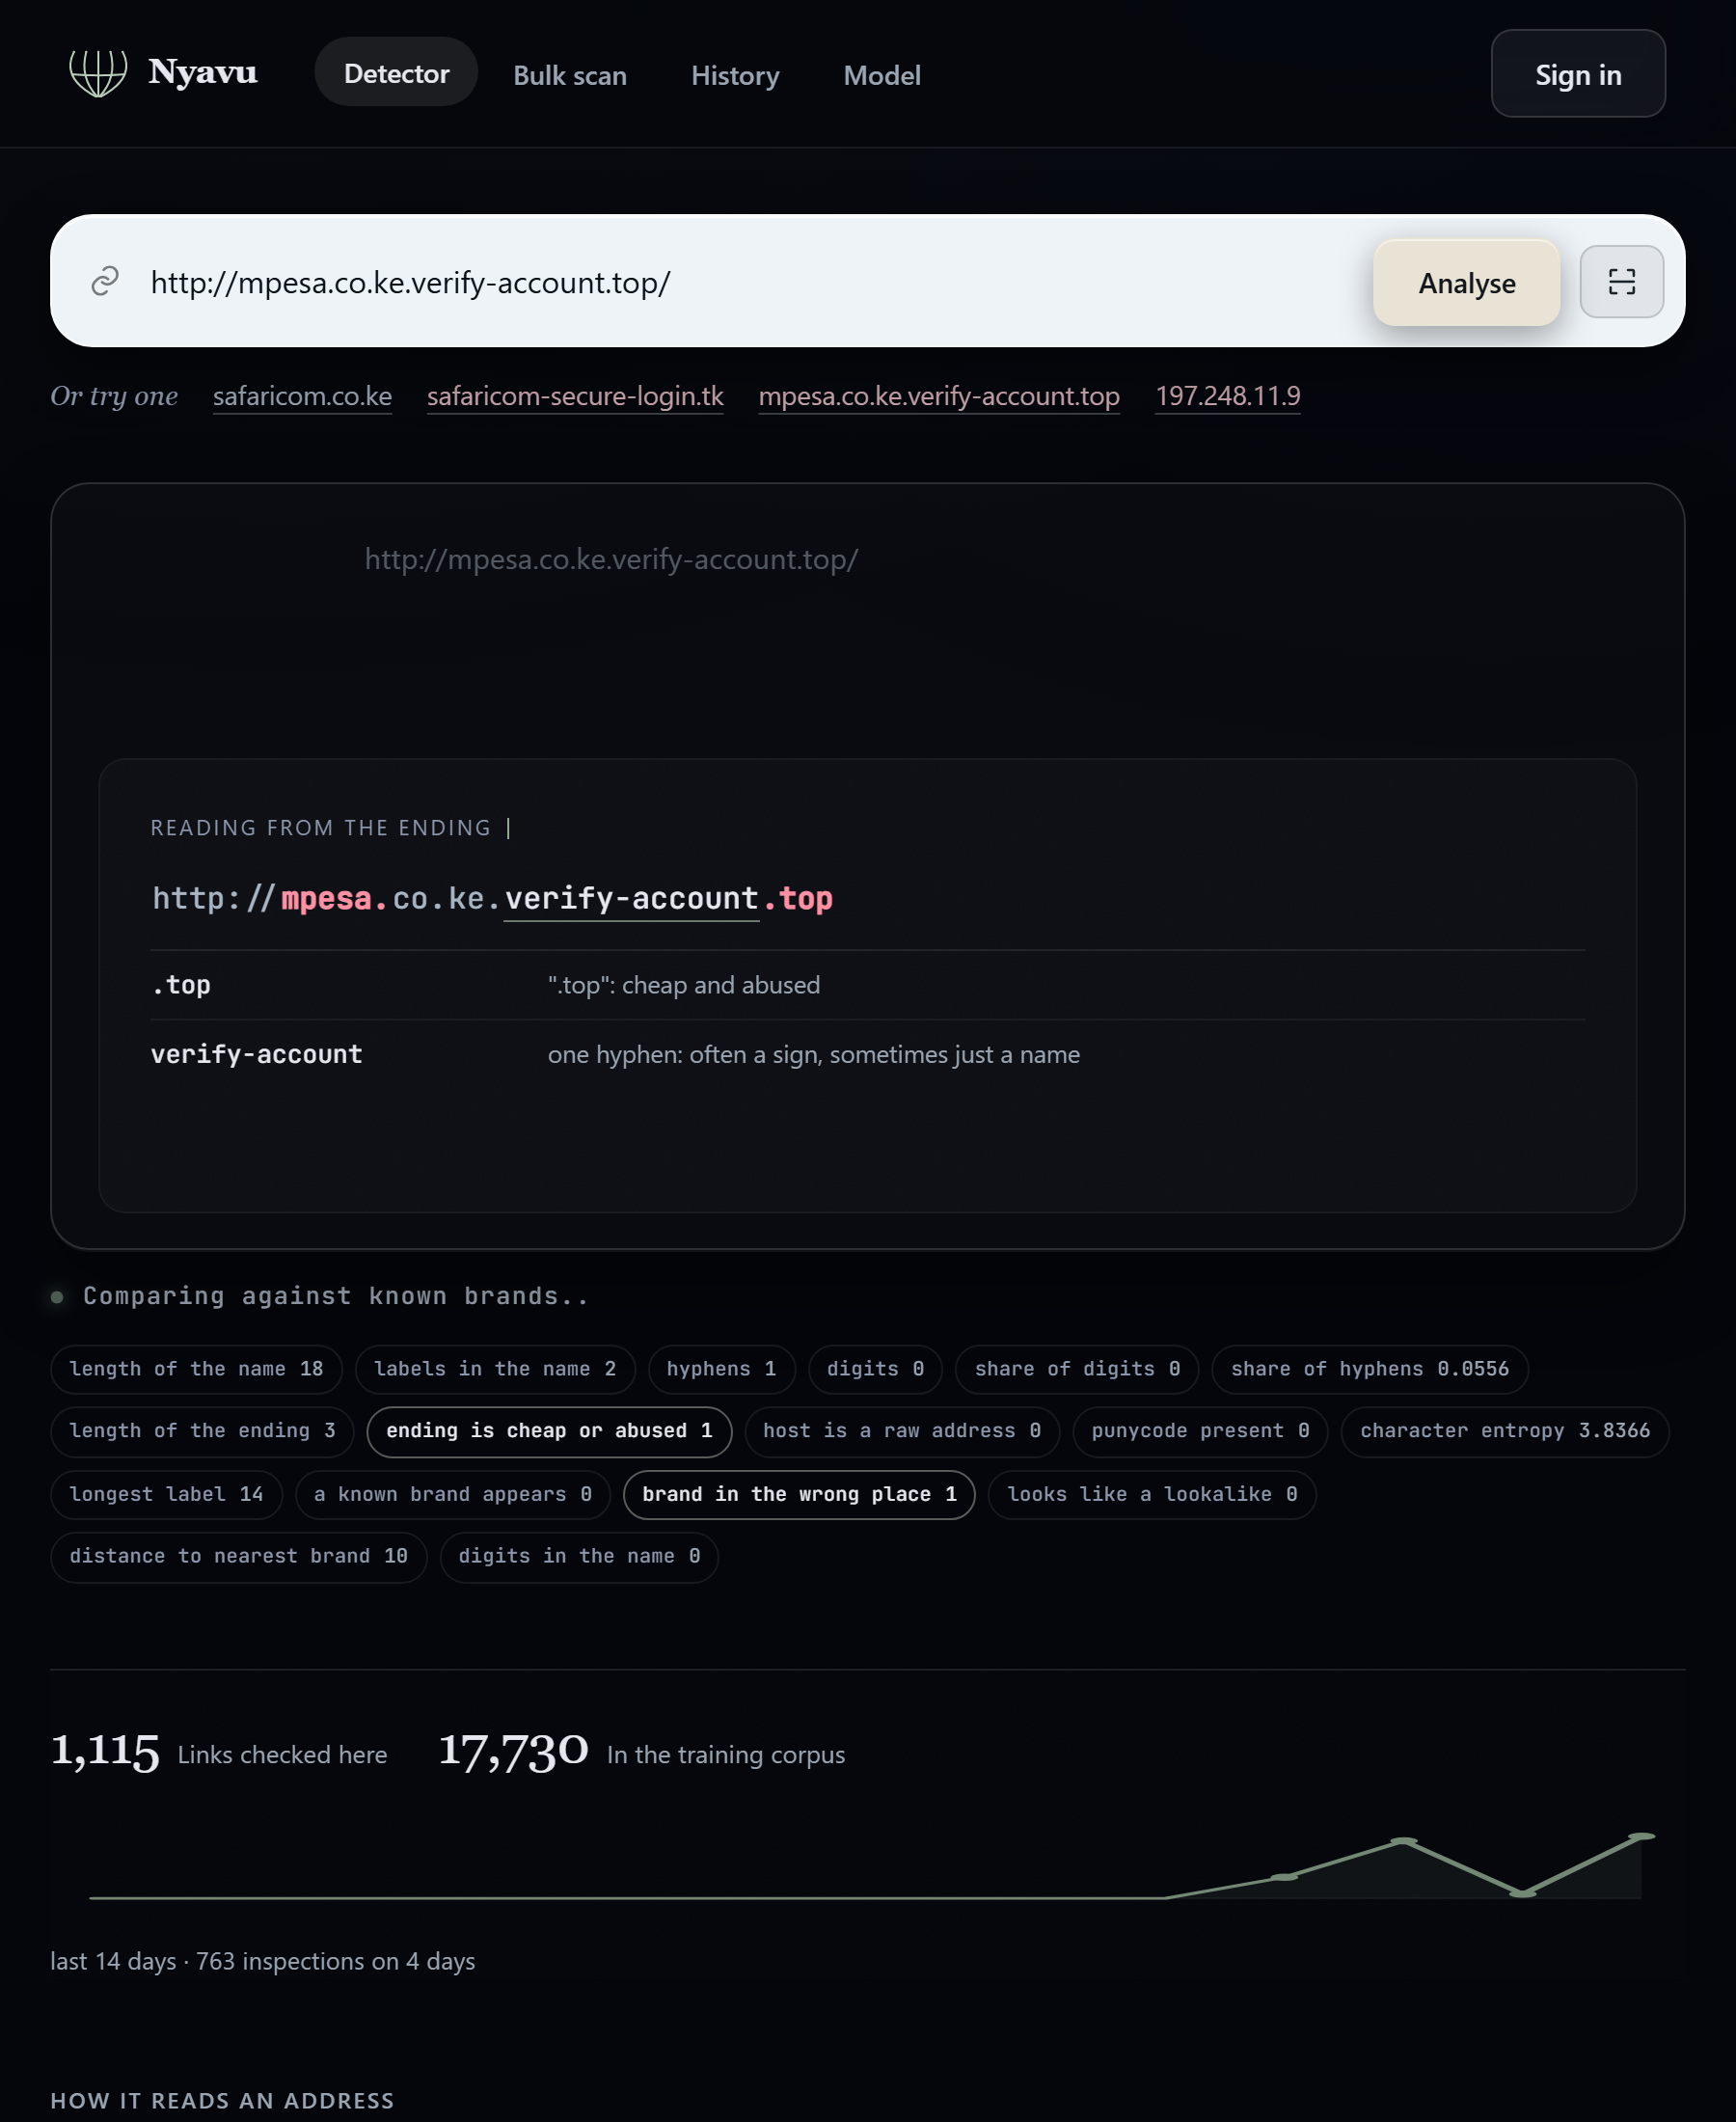 Nyavu Detector Bulk scan History Model Sign in
http://mpesa.co.ke.verify-account.top/ Analyse
Or try one safaricom.co.ke safaricom-secure-login.tk mpesa.co.ke.verify-account.top 197.248.11.9
http://mpesa.co.ke.verify-account.top/
READING FROM THE ENDING
http://mpesa.co.ke.verify-account.top
.top ".top": cheap and abused
verify-account one hyphen: often a sign, sometimes just a name
Comparing against known brands..
length of the name 18 labels in the name 2 hyphens 1 digits 0 share of digits 0 share of hyphens 0.0556
length of the ending 3 ending is cheap or abused 1 host is a raw address 0 punycode present 0 character entropy 3.8366
longest label 14 a known brand appears 0 brand in the wrong place 1 looks like a lookalike 0
distance to nearest brand 10 digits in the name 0
1,115 Links checked here 17,730 In the training corpus
last 14 days · 763 inspections on 4 days
HOW IT READS AN ADDRESS